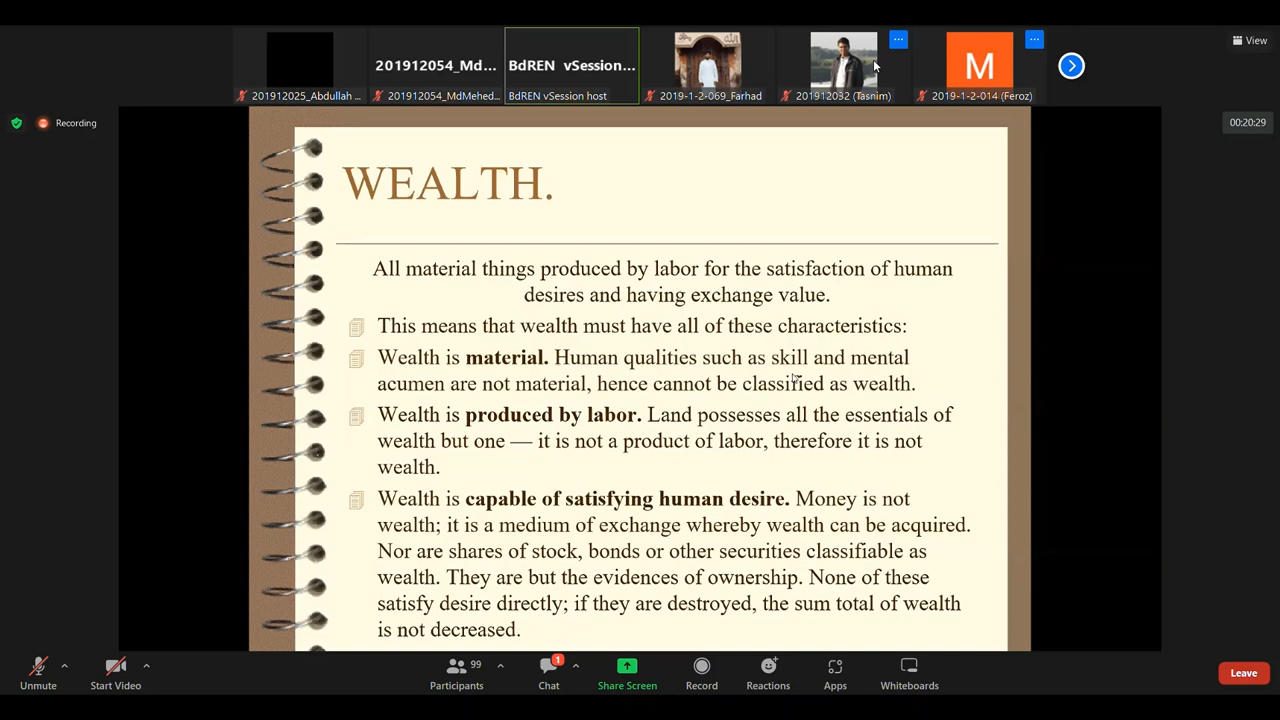 View
201912054_Md...
BdREN vSession...
M
201912025_Abdullah ...
201912054_MdMehed...
BdREN vSession host
2019-1-2-069_Farhad
201912032 (Tasnim)
2019-1-2-014 (Feroz)
Recording
00:20:29
WEALTH.
All material things produced by labor for the satisfaction of human
desires and having exchange value.
This means that wealth must have all of these characteristics:
Wealth is material. Human qualities such as skill and mental
acumen are not material, hence cannot be classified as wealth.
Wealth is produced by labor. Land possesses all the essentials of
wealth but one — it is not a product of labor, therefore it is not
wealth.
Wealth is capable of satisfying human desire. Money is not
wealth; it is a medium of exchange whereby wealth can be acquired.
Nor are shares of stock, bonds or other securities classifiable as
wealth. They are but the evidences of ownership. None of these
satisfy desire directly; if they are destroyed, the sum total of wealth
is not decreased.
99
1
Unmute
Start Video
Participants
Chat
Share Screen
Record
Reactions
Apps
Whiteboards
Leave